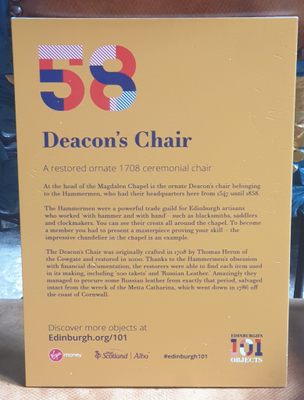 58
Deacon's Chair
A restored ornate 1708 ceremonial chair
At the head of the Magdalen Chapel is the ornate Deacon's chair belonging
to the Hammermen, who had their headquarters here from 1547 until 1858.
The Hammermen were a powerful trade guild for Edinburgh artisans
who worked 'with hammer and with hand' - such as blacksmiths, saddlers
and clockmakers. You can see their crests all around the chapel. To become
a member you had to present a masterpiece proving your skill - the
impressive chandelier in the chapel is an example.
The Deacon's Chair was originally crafted in 1708 by Thomas Heron of
the Cowgate and restored in 2000. Thanks to the Hammermen's obsession
with financial documentation, the restorers were able to find each item used
in its making, including '200 takets' and 'Russian Leather'. Amazingly they
managed to procure some Russian leather from exactly that period, salvaged
intact from the wreck of the Metta Catharina, which went down in 1786 off
the coast of Cornwall.
Discover more objects at
Edinburgh.org/101
Virgin money
Scotland | Alba
#edinburgh101
EDINBURGH'S
101
OBJECTS